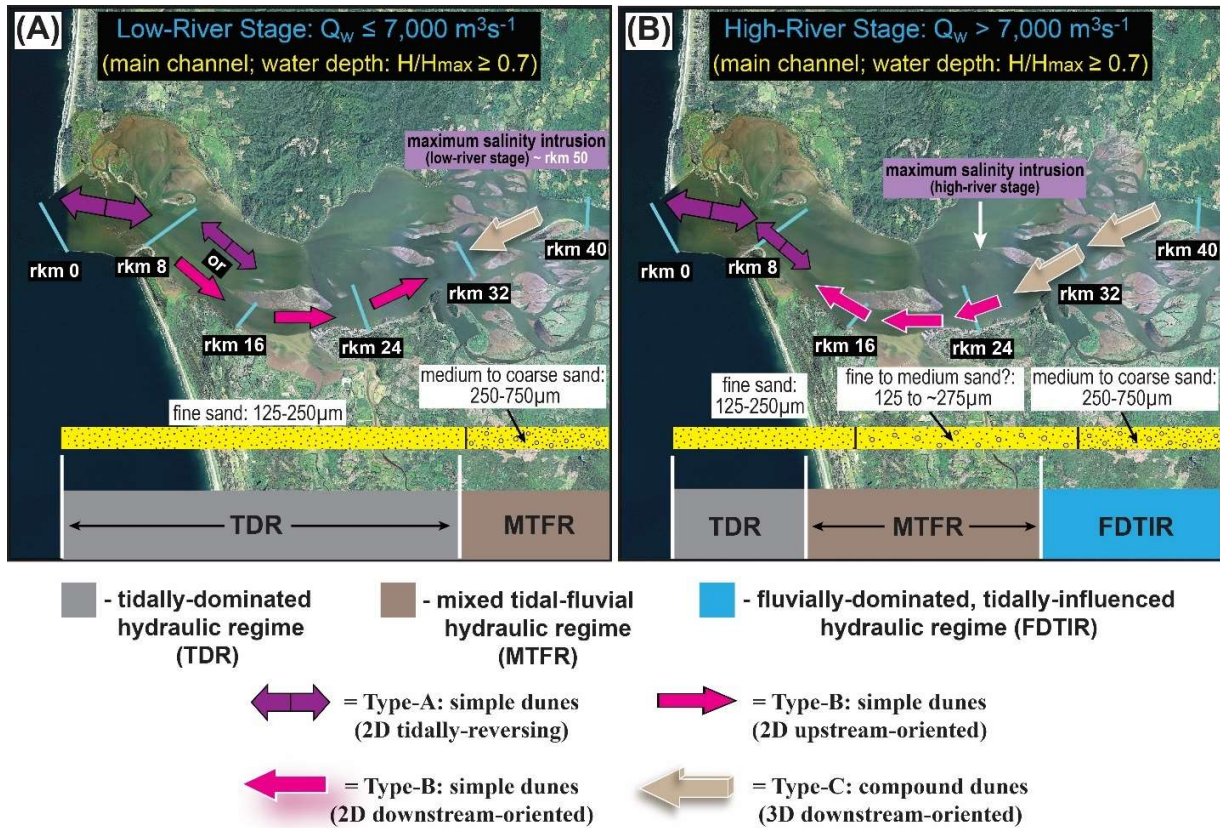 (A)
Low-River Stage: Qw ≤ 7,000 m³s⁻¹
(main channel; water depth: H/Hmax ≥ 0.7)
maximum salinity intrusion
(low-river stage) ~ rkm 50
rkm 0
rkm 8
or
rkm 16
rkm 24
rkm 32
rkm 40
fine sand: 125-250µm
medium to coarse sand:
250-750µm
TDR
MTFR
(B)
High-River Stage: Qw > 7,000 m³s⁻¹
(main channel; water depth: H/Hmax ≥ 0.7)
maximum salinity intrusion
(high-river stage)
rkm 0
rkm 8
rkm 16
rkm 24
rkm 32
rkm 40
fine sand:
125-250µm
fine to medium sand?:
125 to ~275µm
medium to coarse sand:
250-750µm
TDR
MTFR
FDTIR
- tidally-dominated
hydraulic regime
(TDR)
- mixed tidal-fluvial
hydraulic regime
(MTFR)
- fluvially-dominated, tidally-influenced
hydraulic regime (FDTIR)
= Type-A: simple dunes
(2D tidally-reversing)
= Type-B: simple dunes
(2D upstream-oriented)
= Type-B: simple dunes
(2D downstream-oriented)
= Type-C: compound dunes
(3D downstream-oriented)